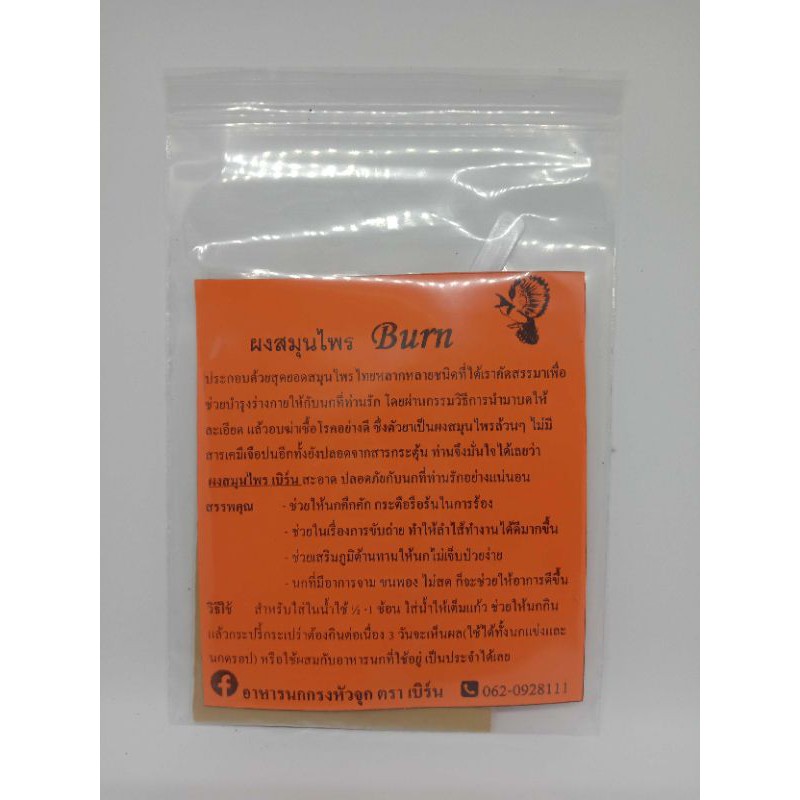 ผงสมุนไพร Burn
ประกอบด้วยสุดยอดสมุนไพรไทยหลากหลายชนิดที่ได้เราคัดสรรมาเพื่อ
ช่วยบำรุงร่างกายให้กับนกที่ท่านรัก โดยผ่านกรรมวิธีการนำมาบดให้
ละเอียด แล้วอบฆ่าเชื้อโรคอย่างดี ซึ่งตัวยาเป็นผงสมุนไพรล้วนๆ ไม่มี
สารเคมีเจือปนอีกทั้งยังปลอดจากสารกระตุ้น ท่านจึงมั่นใจได้เลยว่า
ผงสมุนไพร เบิร์น สะอาด ปลอดภัยกับนกที่ท่านรักอย่างแน่นอน
สรรพคุณ - ช่วยให้นกคึกคัก กระตือรือร้นในการร้อง
- ช่วยในเรื่องการขับถ่าย ทำให้ลำไส้ทำงานได้ดีมากขึ้น
- ช่วยเสริมภูมิต้านทานให้นกไม่เจ็บป่วยง่าย
- นกที่มีอาการจาม ขนพอง ไม่สด ก็จะช่วยให้อาการดีขึ้น
วิธีใช้ สำหรับใส่ในน้ำใช้ ½ -1 ช้อน ใส่น้ำให้เต็มแก้ว ช่วยให้นกกิน
แล้วกระปรี้กระเปร่าต้องกินต่อเนื่อง 3 วันจะเห็นผล(ใช้ได้ทั้งนกแข่งและ
นกดรอป) หรือใช้ผสมกับอาหารนกที่ใช้อยู่ เป็นประจำได้เลย
อาหารนกกรงหัวจุก ตรา เบิร์น 062-0928111